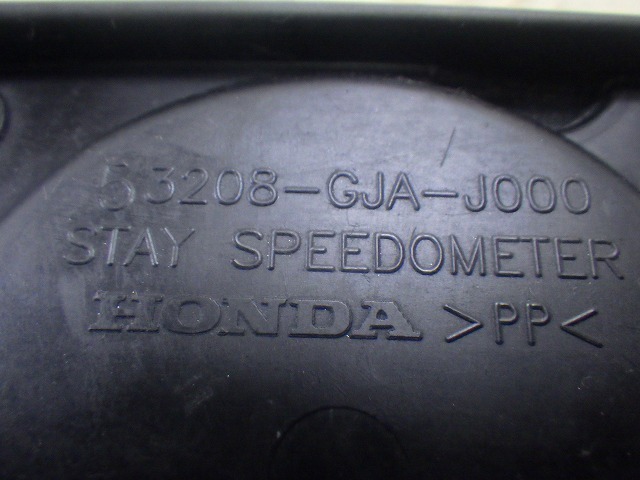 53208-GJA-J000
STAY SPEEDOMETER
HONDA >PP<